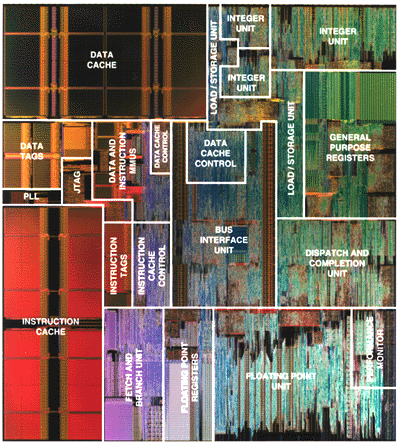 DATA
CACHE
LOAD / STORAGE UNIT
INTEGER
UNIT
INTEGER
UNIT
INTEGER
UNIT
DATA
TAGS
PLL
JTAG
DATA AND
INSTRUCTION
MMUS
DATA CACHE
CONTROL
DATA
CACHE
CONTROL
LOAD / STORAGE UNIT
GENERAL
PURPOSE
REGISTERS
INSTRUCTION
TAGS
INSTRUCTION
CACHE
CONTROL
BUS
INTERFACE
UNIT
DISPATCH AND
COMPLETION
UNIT
INSTRUCTION
CACHE
FETCH AND
BRANCH UNIT
FLOATING POINT
REGISTERS
FLOATING POINT
UNIT
PERFORMANCE
MONITOR